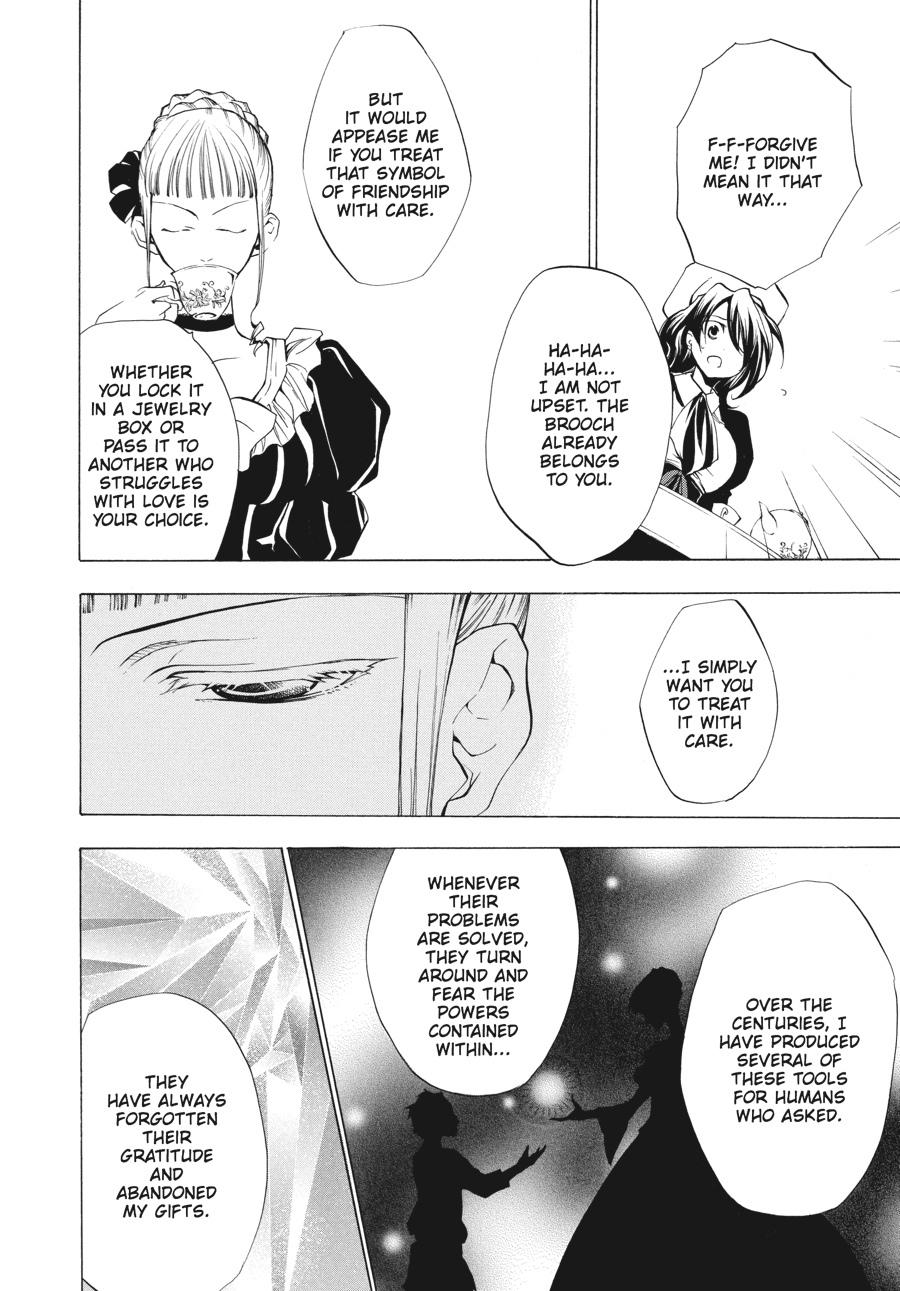 F-F-FORGIVE
ME! I DIDN'T
MEAN IT THAT
WAY...
HA-HA-
HA-HA...
I AM NOT
UPSET. THE
BROOCH
ALREADY
BELONGS
TO YOU.
BUT
IT WOULD
APPEASE ME
IF YOU TREAT
THAT SYMBOL
OF FRIENDSHIP
WITH CARE.
WHETHER
YOU LOCK IT
IN A JEWELRY
BOX OR
PASS IT TO
ANOTHER WHO
STRUGGLES
WITH LOVE IS
YOUR CHOICE.
...I SIMPLY
WANT YOU
TO TREAT
IT WITH
CARE.
OVER THE
CENTURIES, I
HAVE PRODUCED
SEVERAL OF
THESE TOOLS
FOR HUMANS
WHO ASKED.
WHENEVER
THEIR
PROBLEMS
ARE SOLVED,
THEY TURN
AROUND AND
FEAR THE
POWERS
CONTAINED
WITHIN...
THEY
HAVE ALWAYS
FORGOTTEN
THEIR
GRATITUDE
AND
ABANDONED
MY GIFTS.